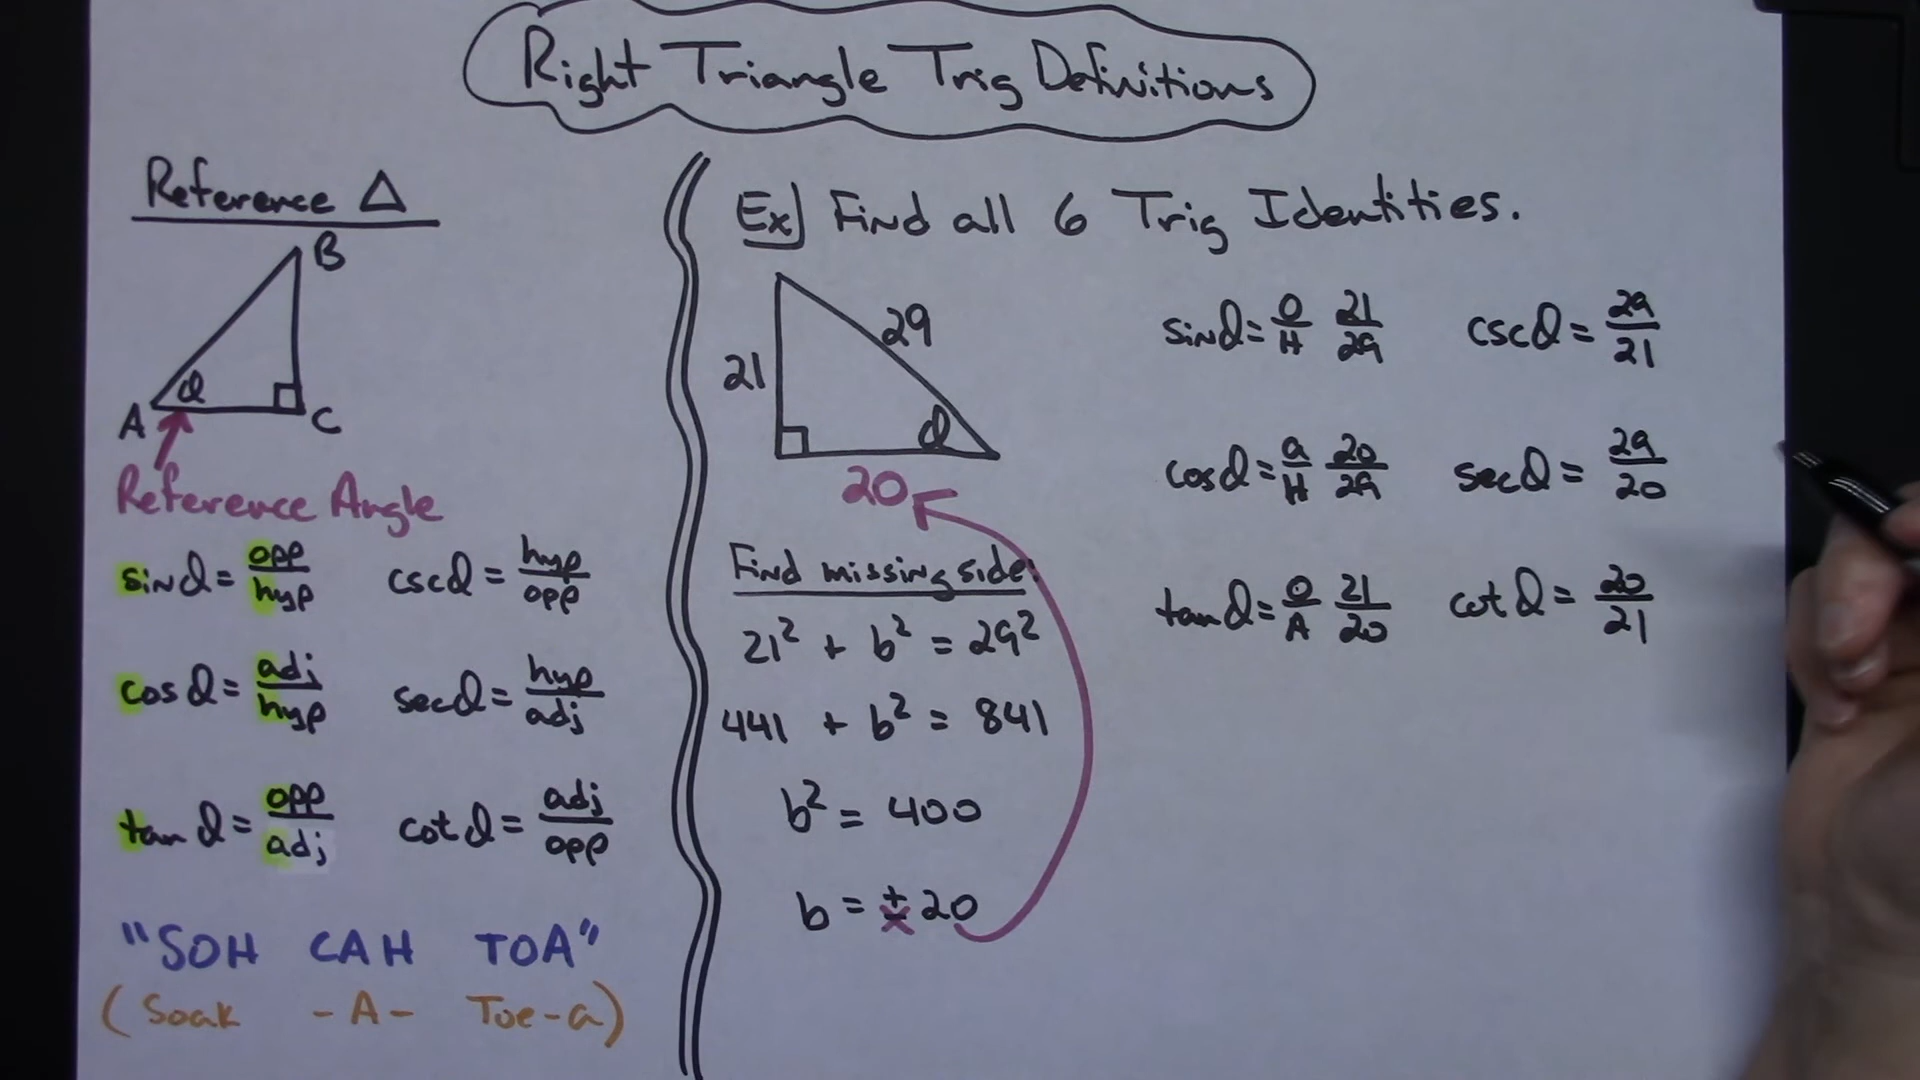 Right Triangle Trig Definitions
Reference Δ
B
A
θ
C
Reference Angle
sin θ = opp/hyp csc θ = hyp/opp
cos θ = adj/hyp sec θ = hyp/adj
tan θ = opp/adj cot θ = adj/opp
"SOH CAH TOA"
(Soak -A- Toe-a)
Ex) Find all 6 Trig Identities.
29
21
θ
20
Find missing side:
21² + b² = 29²
441 + b² = 841
b² = 400
b = ± 20
sin θ = O/H 21/29 csc θ = 29/21
cos θ = a/H 20/29 sec θ = 29/20
tan θ = O/A 21/20 cot θ = 20/21